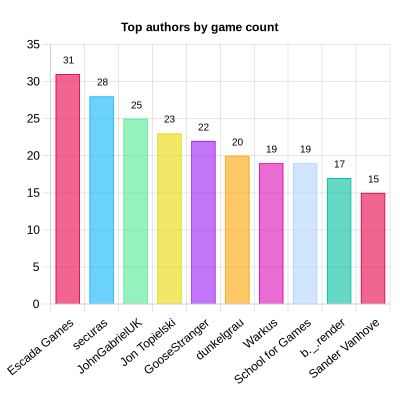 Top authors by game count
35
30
25
20
15
10
5
0
31
28
25
23
22
20
19
19
17
15
Escada Games
securas
JohnGabrielUK
Jon Topielski
GooseStranger
dunkelgrau
Warkus
School for Games
b._.render
Sander Vanhove